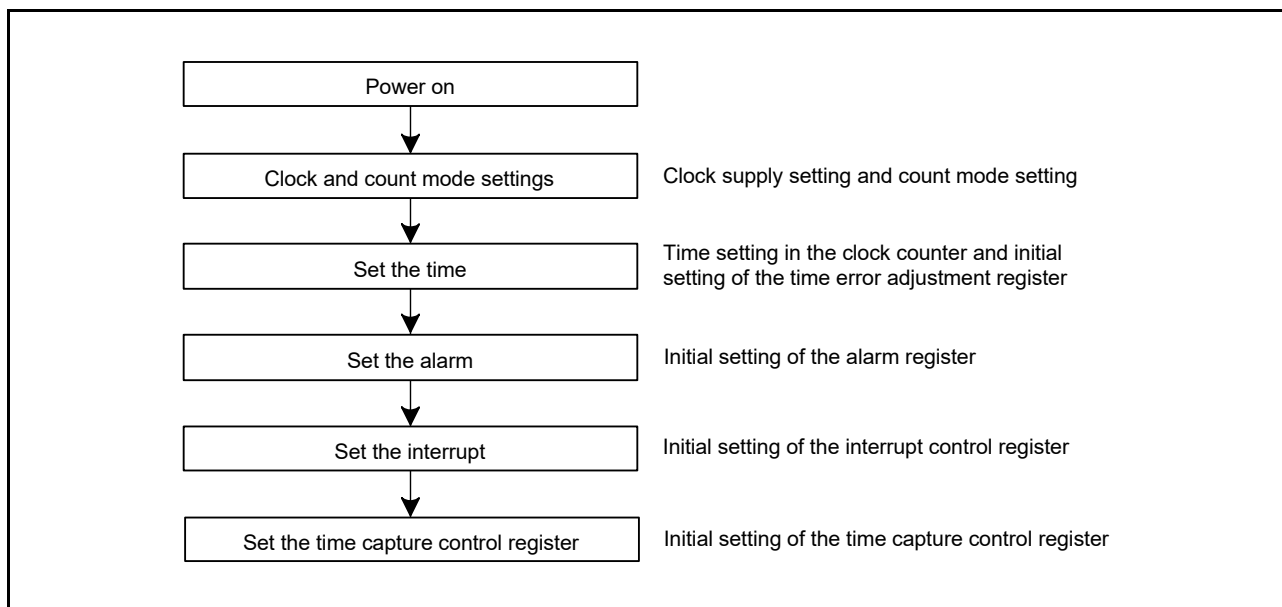 Power on
Clock and count mode settings
Clock supply setting and count mode setting
Set the time
Time setting in the clock counter and initial
setting of the time error adjustment register
Set the alarm
Initial setting of the alarm register
Set the interrupt
Initial setting of the interrupt control register
Set the time capture control register
Initial setting of the time capture control register